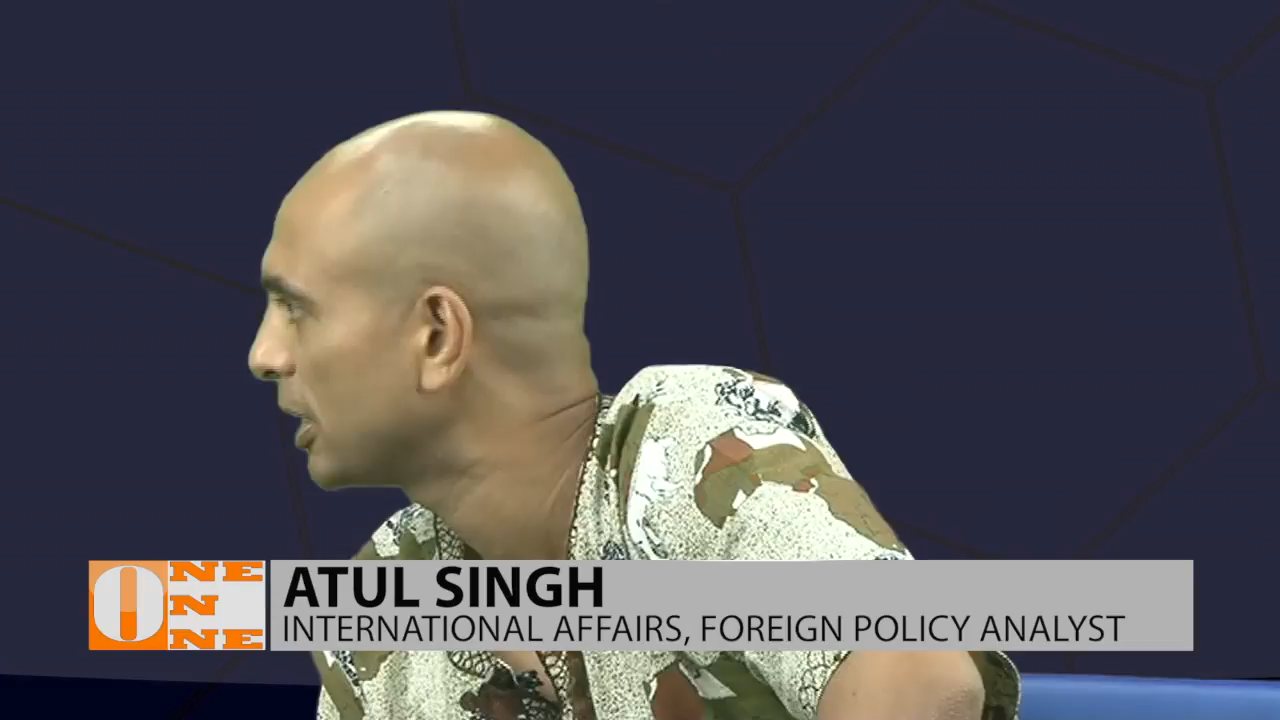 ONE
ON
ONE
ATUL SINGH
INTERNATIONAL AFFAIRS, FOREIGN POLICY ANALYST